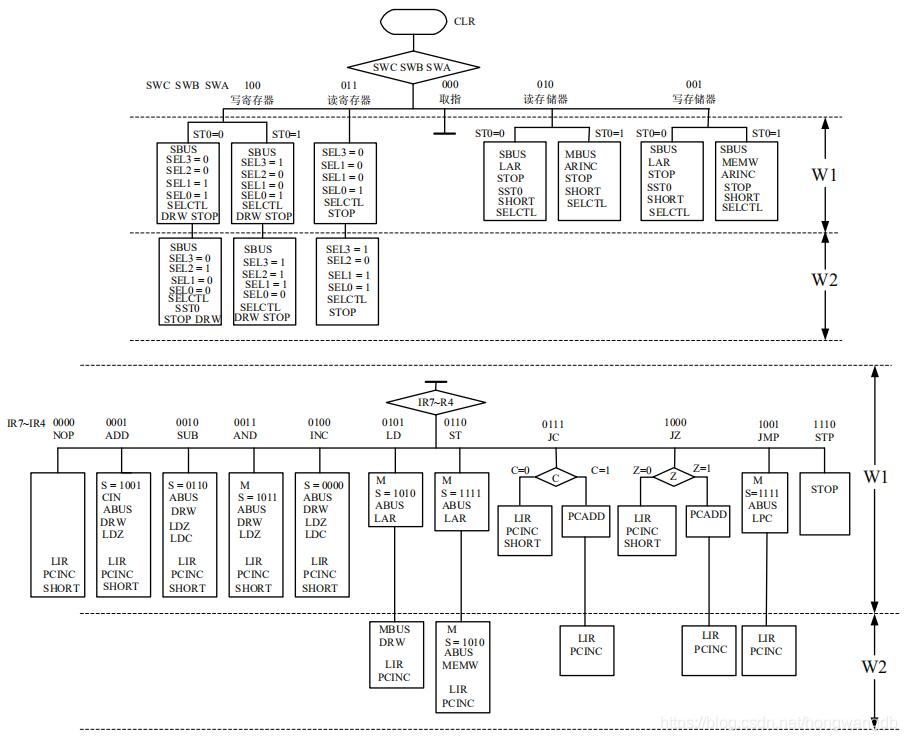 CLR
SWC SWB SWA
SWC SWB SWA 100 011 000 010 001
写寄存器 读寄存器 取指 读存储器 写存储器
ST0=0 ST0=1 ST0=0 ST0=1 ST0=0 ST0=1
SBUS
SEL3 = 0
SEL2 = 0
SEL1 = 1
SEL0 = 1
SELCTL
DRW STOP
SBUS
SEL3 = 1
SEL2 = 0
SEL1 = 0
SEL0 = 1
SELCTL
DRW STOP
SEL3 = 0
SEL1 = 0
SEL1 = 0
SEL0 = 1
SELCTL
STOP
SBUS
LAR
STOP
SST0
SHORT
SELCTL
MBUS
ARINC
STOP
SHORT
SELCTL
SBUS
LAR
STOP
SST0
SHORT
SELCTL
SBUS
MEMW
ARINC
STOP
SHORT
SELCTL
W1
SBUS
SEL3 = 0
SEL2 = 1
SEL1 = 0
SEL0 = 0
SELCTL
SST0
STOP DRW
SBUS
SEL3 = 1
SEL2 = 1
SEL1 = 1
SEL0 = 0
SELCTL
DRW STOP
SEL3 = 1
SEL2 = 0
SEL1 = 1
SEL0 = 1
SELCTL
STOP
W2
IR7~R4
IR7~IR4 0000 0001 0010 0011 0100 0101 0110 0111 1000 1001 1110
NOP ADD SUB AND INC LD ST JC JZ JMP STP
LIR
PCINC
SHORT
S = 1001
CIN
ABUS
DRW
LDZ
LIR
PCINC
SHORT
S = 0110
ABUS
DRW
LDZ
LDC
LIR
PCINC
SHORT
M
S = 1011
ABUS
DRW
LDZ
LIR
PCINC
SHORT
S = 0000
ABUS
DRW
LDZ
LDC
LIR
PCINC
SHORT
M
S = 1010
ABUS
LAR
M
S = 1111
ABUS
LAR
C=0 C C=1
LIR
PCINC
SHORT
PCADD
Z=0 Z Z=1
LIR
PCINC
SHORT
PCADD
M
S=1111
ABUS
LPC
STOP
W1
MBUS
DRW
LIR
PCINC
M
S = 1010
ABUS
MEMW
LIR
PCINC
LIR
PCINC
LIR
PCINC
LIR
PCINC
W2